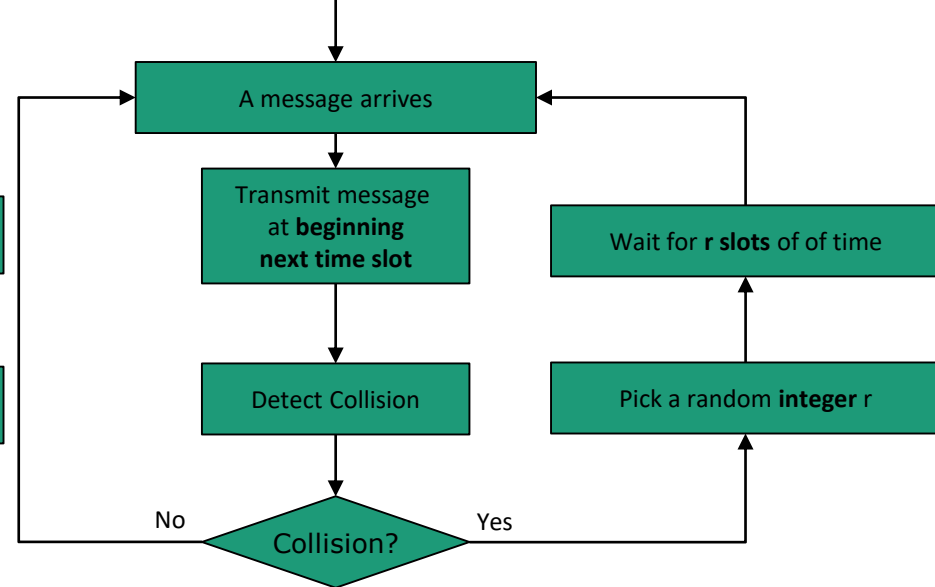 A message arrives
Transmit message
at beginning
next time slot
Wait for r slots of of time
Detect Collision
Pick a random integer r
No
Yes
Collision?